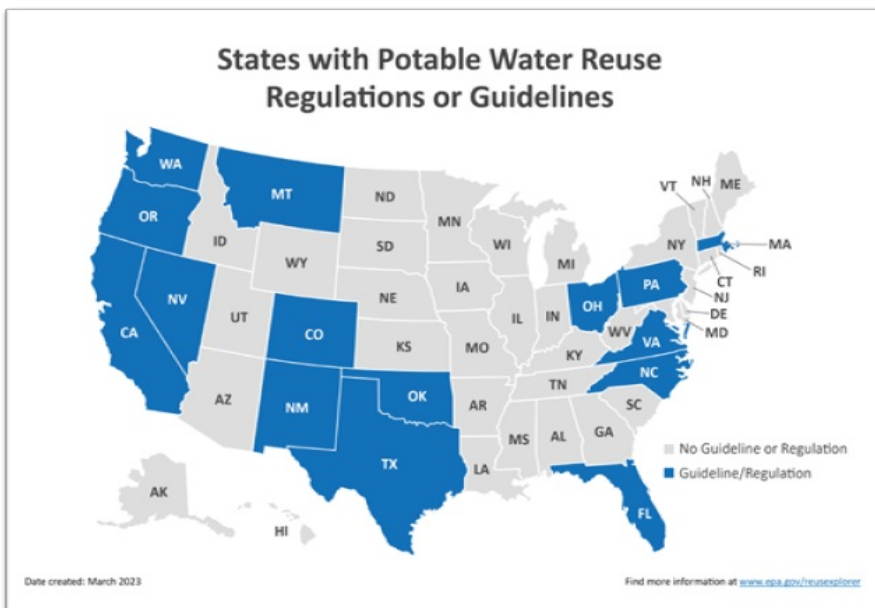 States with Potable Water Reuse
Regulations or Guidelines
WA
MT
ND
MN
VT
NH
ME
OR
ID
SD
WI
MI
NY
MA
WY
RI
CT
NV
NE
IA
PA
NJ
OH
IL
IN
DE
CA
UT
CO
WV
MD
KS
MO
VA
KY
NC
AZ
NM
OK
AR
TN
SC
MS
AL
GA
TX
LA
No Guideline or Regulation
Guideline/Regulation
AK
HI
FL
Date created: March 2023
Find more information at www.epa.gov/reusexplorer